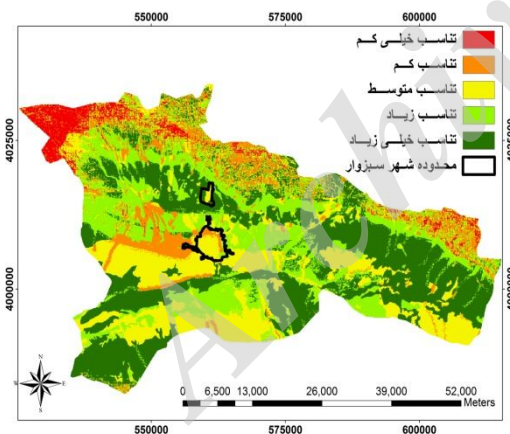 550000 575000 600000
تناسب خیلی کم
تناسب کم
تناسب متوسط
تناسب زیاد
تناسب خیلی زیاد
محدوده شهر سبزوار
4025000
4000000
N
W E
S
0 6,500 13,000 26,000 39,000 52,000
Meters
550000 575000 600000